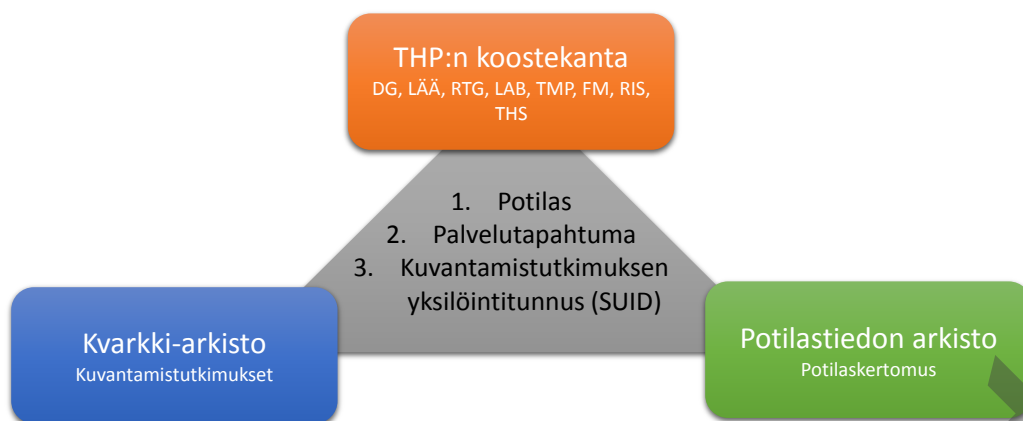 THP:n koostekanta
DG, LÄÄ, RTG, LAB, TMP, FM, RIS,
THS
1. Potilas
2. Palvelutapahtuma
3. Kuvantamistutkimuksen
yksilöintitunnus (SUID)
Kvarkki-arkisto
Kuvantamistutkimukset
Potilastiedon arkisto
Potilaskertomus